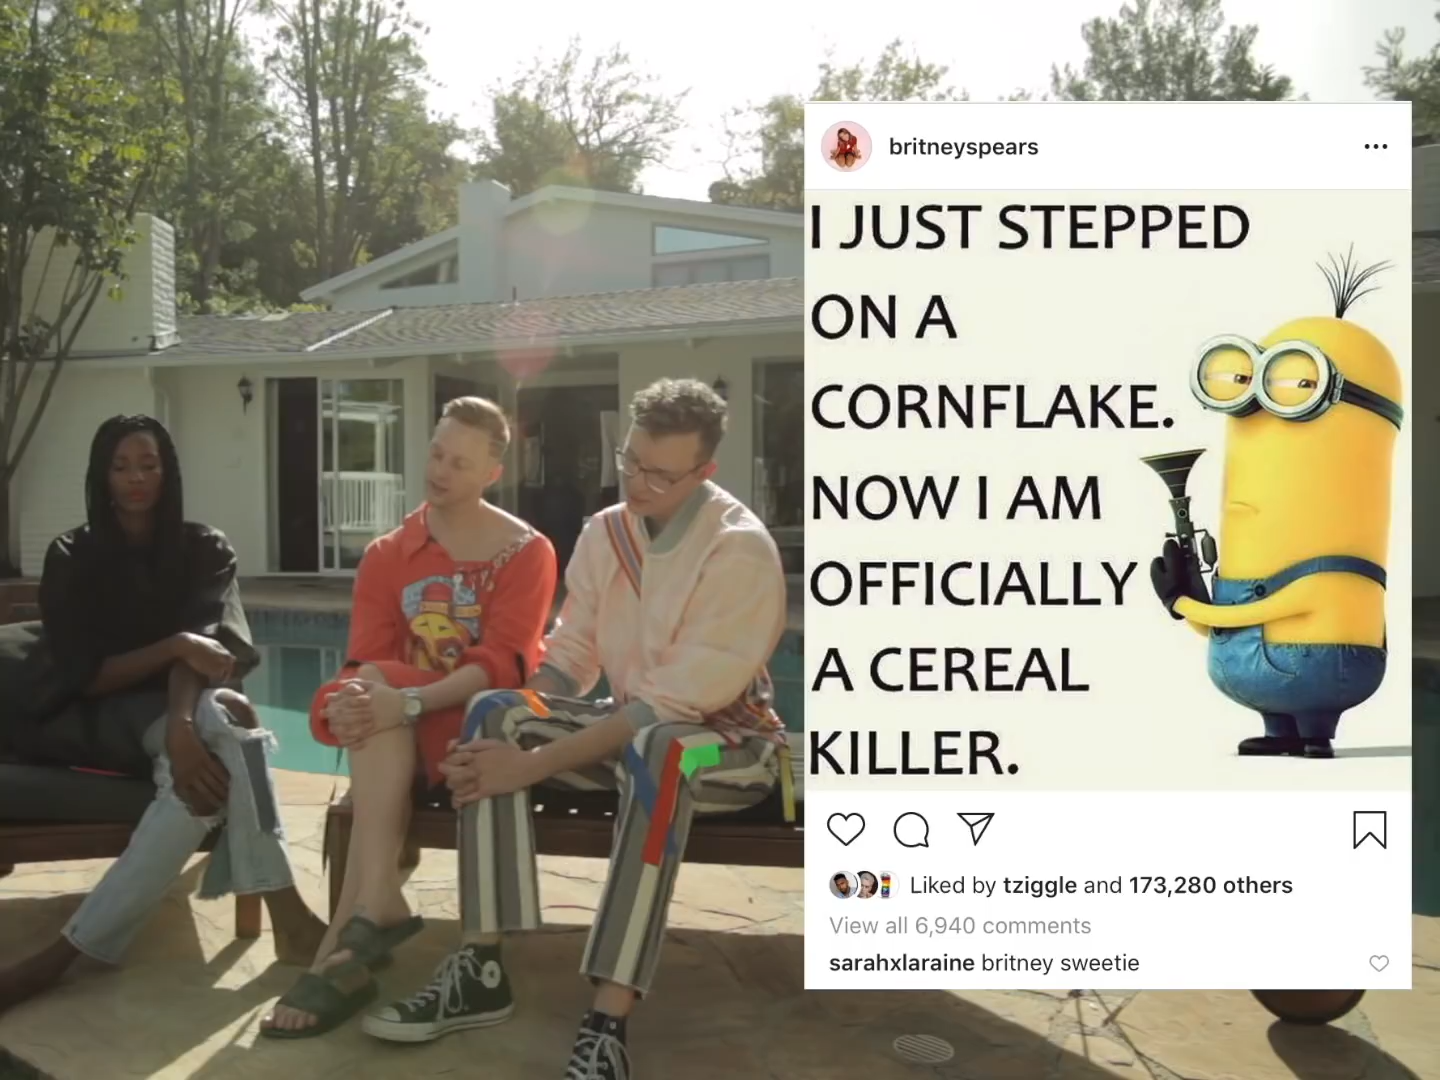 britneyspears
I JUST STEPPED
ON A
CORNFLAKE.
NOW I AM
OFFICIALLY
A CEREAL
KILLER.
Liked by tziggle and 173,280 others
View all 6,940 comments
sarahxlaraine britney sweetie